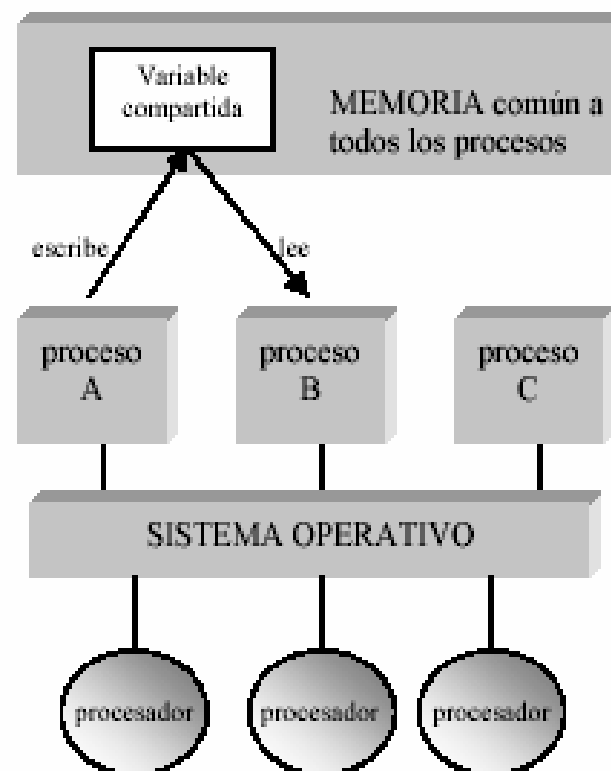 Variable
compartida
MEMORIA común a
todos los procesos
escribe
lee
proceso
A
proceso
B
proceso
C
SISTEMA OPERATIVO
procesador
procesador
procesador